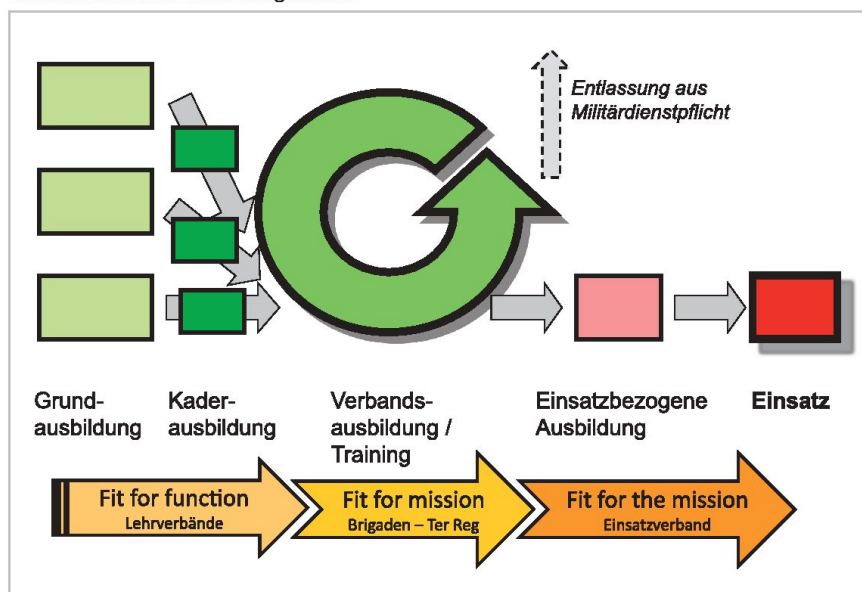 Entlassung aus
Militärdienstpflicht
Grund-
ausbildung
Kader-
ausbildung
Verbands-
ausbildung /
Training
Einsatzbezogene
Ausbildung
Einsatz
Fit for function
Lehrverbände
Fit for mission
Brigaden – Ter Reg
Fit for the mission
Einsatzverband